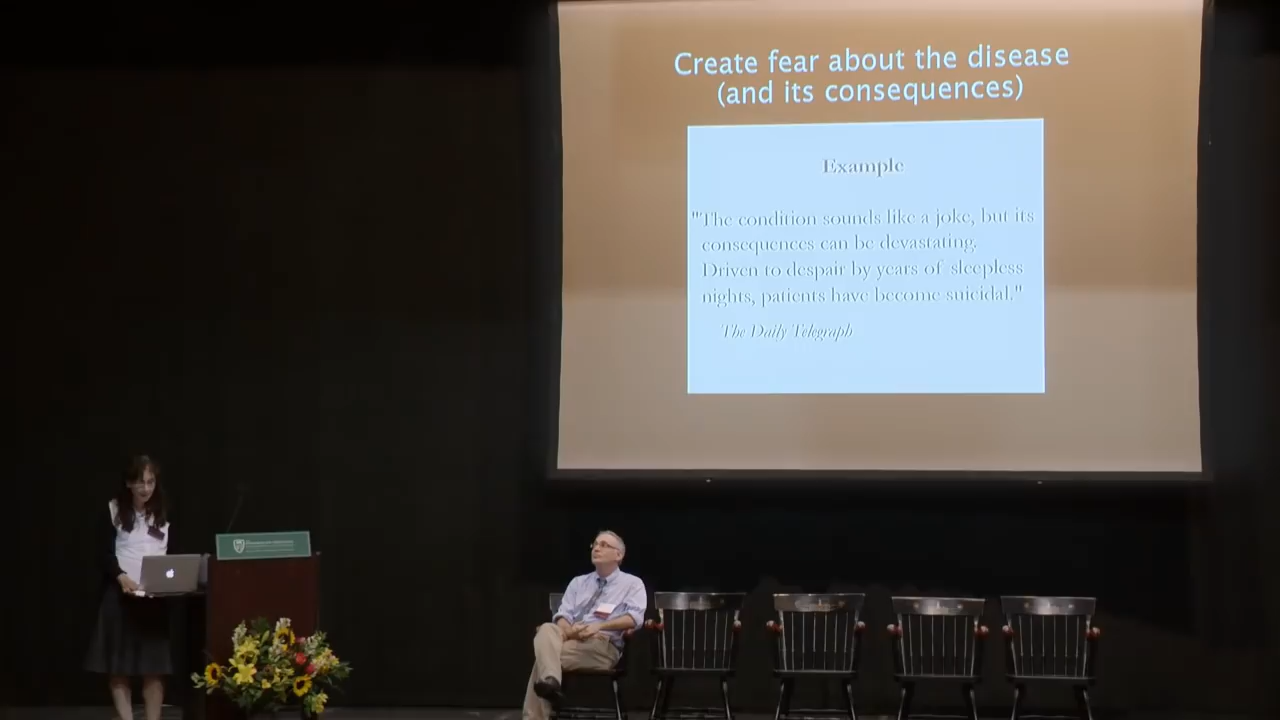 Create fear about the disease
(and its consequences)
Example
"The condition sounds like a joke, but its
consequences can be devastating.
Driven to despair by years of sleepless
nights, patients have become suicidal."
The Daily Telegraph